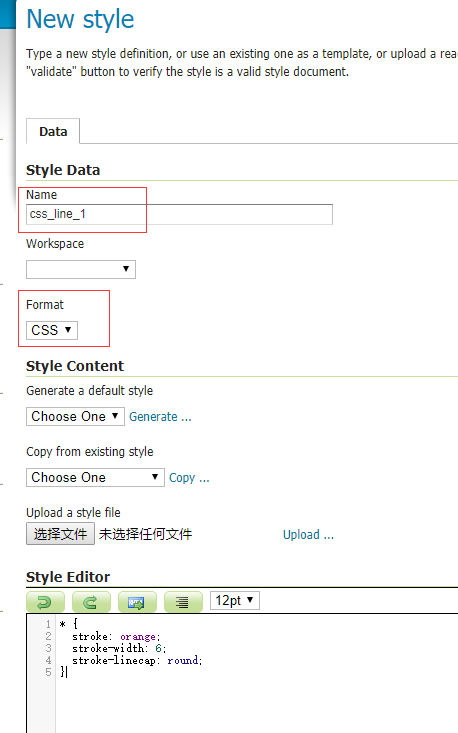 New style
Type a new style definition, or use an existing one as a template, or upload a rea
"validate" button to verify the style is a valid style document.
Data
Style Data
Name
css_line_1
Workspace
Format
CSS
Style Content
Generate a default style
Choose One Generate ...
Copy from existing style
Choose One Copy ...
Upload a style file
选择文件 未选择任何文件 Upload ...
Style Editor
12pt
1 * {
2 stroke: orange;
3 stroke-width: 6;
4 stroke-linecap: round;
5 }